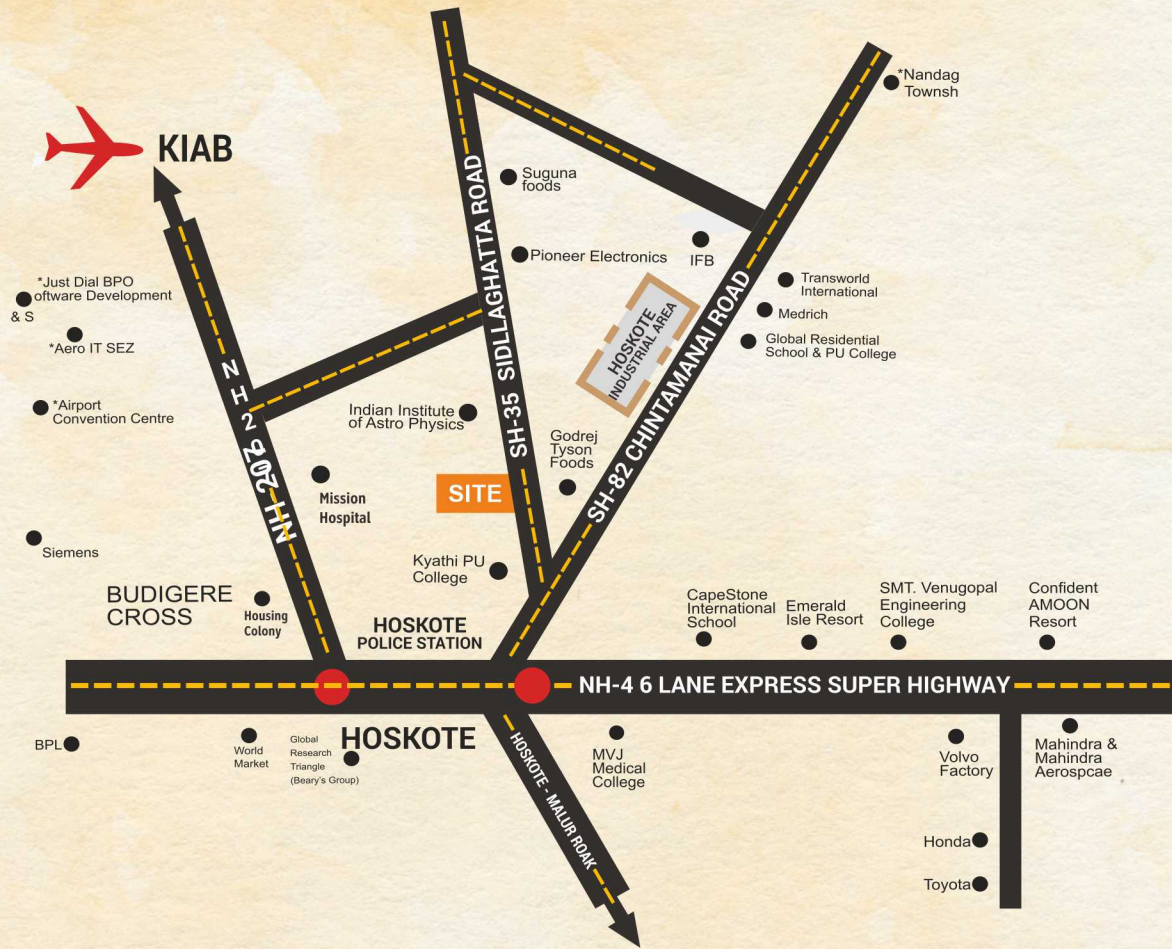 KIAB
*Nandag
Townsh
Suguna
foods
Pioneer Electronics
IFB
*Just Dial BPO
oftware Development
& S
*Aero IT SEZ
*Airport
Convention Centre
Transworld
International
Medrich
Global Residential
School & PU College
HOSKOTE
INDUSTRIAL AREA
SH-35 SIDLLAGHATTA ROAD
SH-82 CHINTAMANAI ROAD
NH 207
Indian Institute
of Astro Physics
Godrej
Tyson
Foods
SITE
Mission
Hospital
Siemens
Kyathi PU
College
BUDIGERE
CROSS
Housing
Colony
HOSKOTE
POLICE STATION
CapeStone
International
School
Emerald
Isle Resort
SMT. Venugopal
Engineering
College
Confident
AMOON
Resort
NH-4 6 LANE EXPRESS SUPER HIGHWAY
BPL
World
Market
Global
Research
Triangle
(Beary's Group)
HOSKOTE
HOSKOTE - MALUR ROAK
MVJ
Medical
College
Volvo
Factory
Mahindra &
Mahindra
Aerospcae
Honda
Toyota